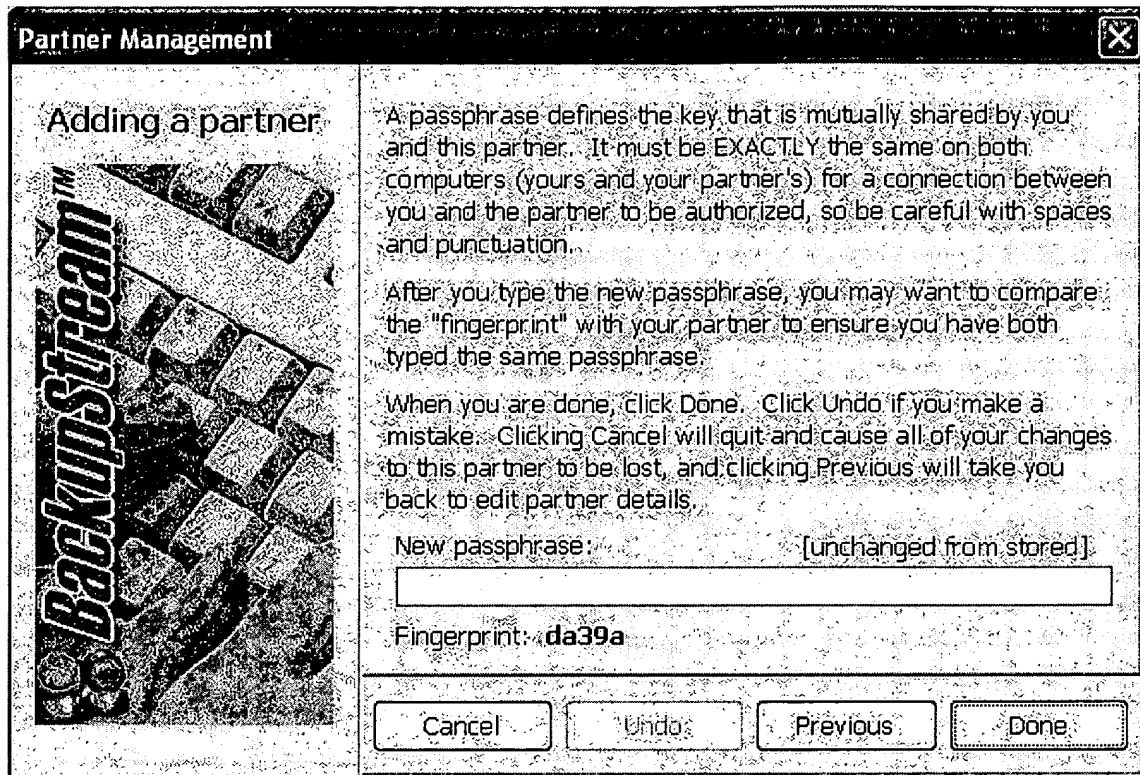 Partner Management
Adding a partner
BackupStream™
A passphrase defines the key that is mutually shared by you
and this partner. It must be EXACTLY the same on both
computers (yours and your partner's) for a connection between
you and the partner to be authorized, so be careful with spaces
and punctuation.
After you type the new passphrase, you may want to compare
the "fingerprint" with your partner to ensure you have both
typed the same passphrase.
When you are done, click Done. Click Undo if you make a
mistake. Clicking Cancel will quit and cause all of your changes
to this partner to be lost, and clicking Previous will take you
back to edit partner details.
New passphrase: [unchanged from stored]
Fingerprint: da39a
Cancel Undo Previous Done